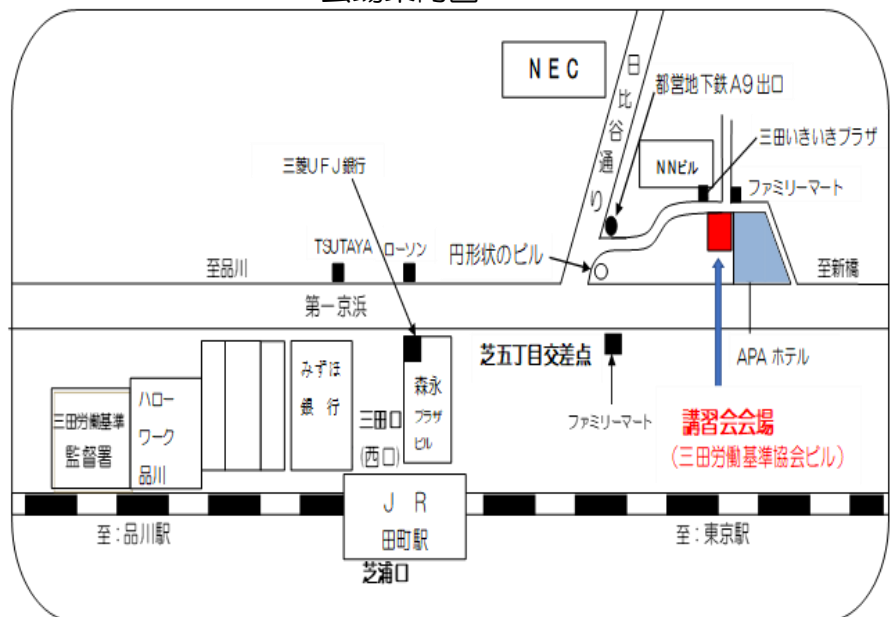 NEC
日比谷通り
都営地下鉄A9出口
三田いきいきプラザ
NNビル
三菱UFJ銀行
ファミリーマート
TSUTAYA
ローソン
円形状のビル
至品川
至新橋
第一京浜
芝五丁目交差点
APAホテル
みずほ
銀行
森永
プラザ
ビル
三田口
(西口)
ファミリーマート
講習会会場
(三田労働基準協会ビル)
三田労働基準
監督署
ハロー
ワーク
品川
JR
田町駅
至:品川駅
至:東京駅
芝浦口